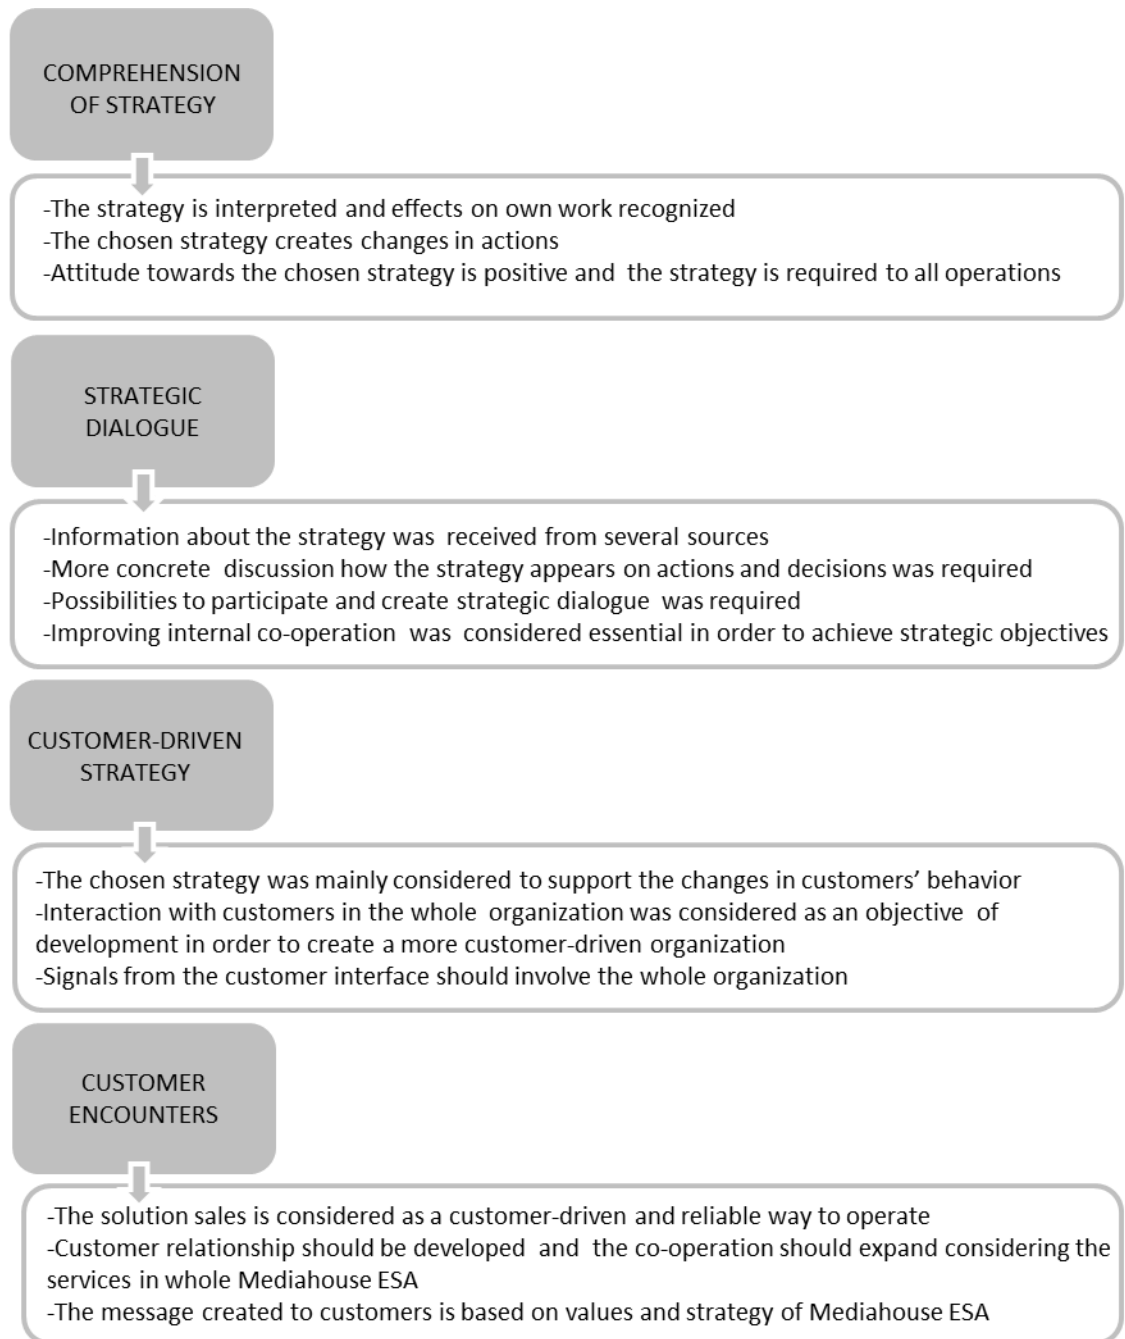 COMPREHENSION
OF STRATEGY
-The strategy is interpreted and effects on own work recognized
-The chosen strategy creates changes in actions
-Attitude towards the chosen strategy is positive and the strategy is required to all operations
STRATEGIC
DIALOGUE
-Information about the strategy was received from several sources
-More concrete discussion how the strategy appears on actions and decisions was required
-Possibilities to participate and create strategic dialogue was required
-Improving internal co-operation was considered essential in order to achieve strategic objectives
CUSTOMER-DRIVEN
STRATEGY
-The chosen strategy was mainly considered to support the changes in customers’ behavior
-Interaction with customers in the whole organization was considered as an objective of
development in order to create a more customer-driven organization
-Signals from the customer interface should involve the whole organization
CUSTOMER
ENCOUNTERS
-The solution sales is considered as a customer-driven and reliable way to operate
-Customer relationship should be developed and the co-operation should expand considering the
services in whole Mediahouse ESA
-The message created to customers is based on values and strategy of Mediahouse ESA